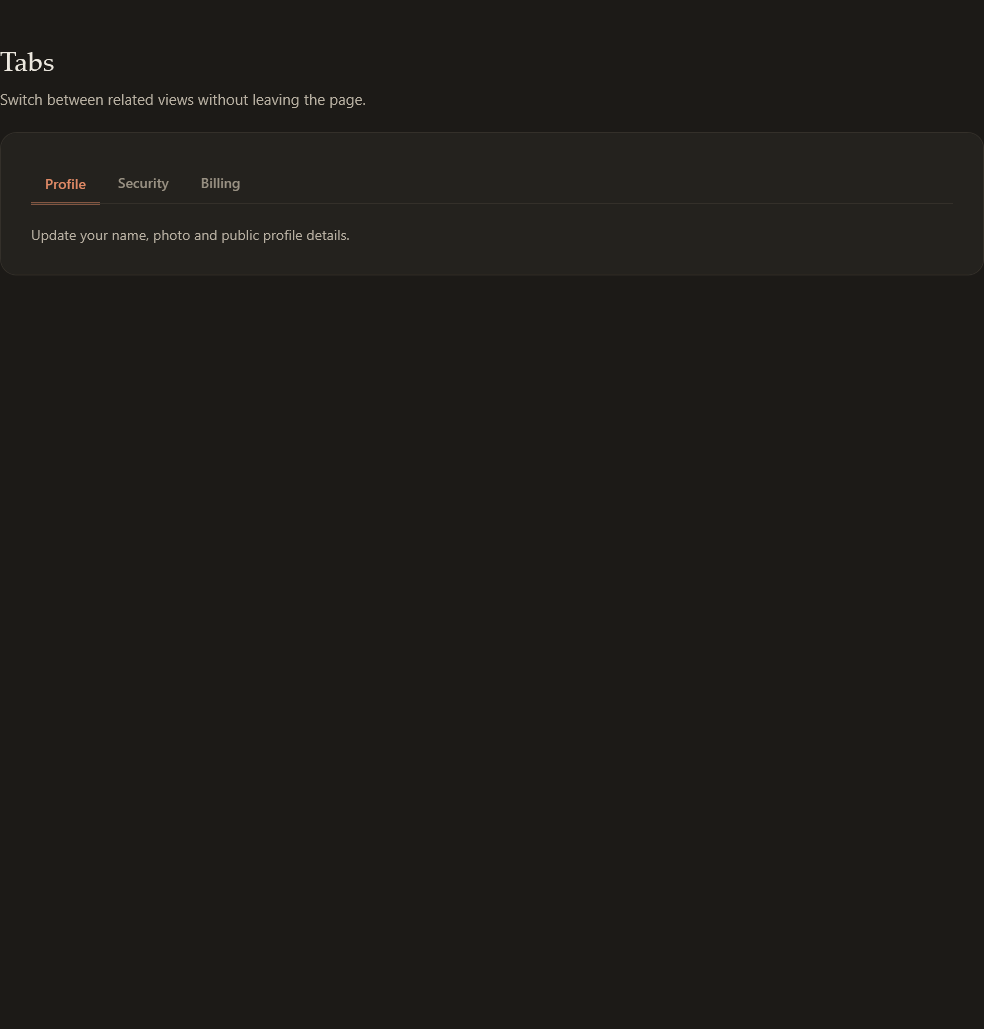 Tabs
Switch between related views without leaving the page.
Profile Security Billing
Update your name, photo and public profile details.